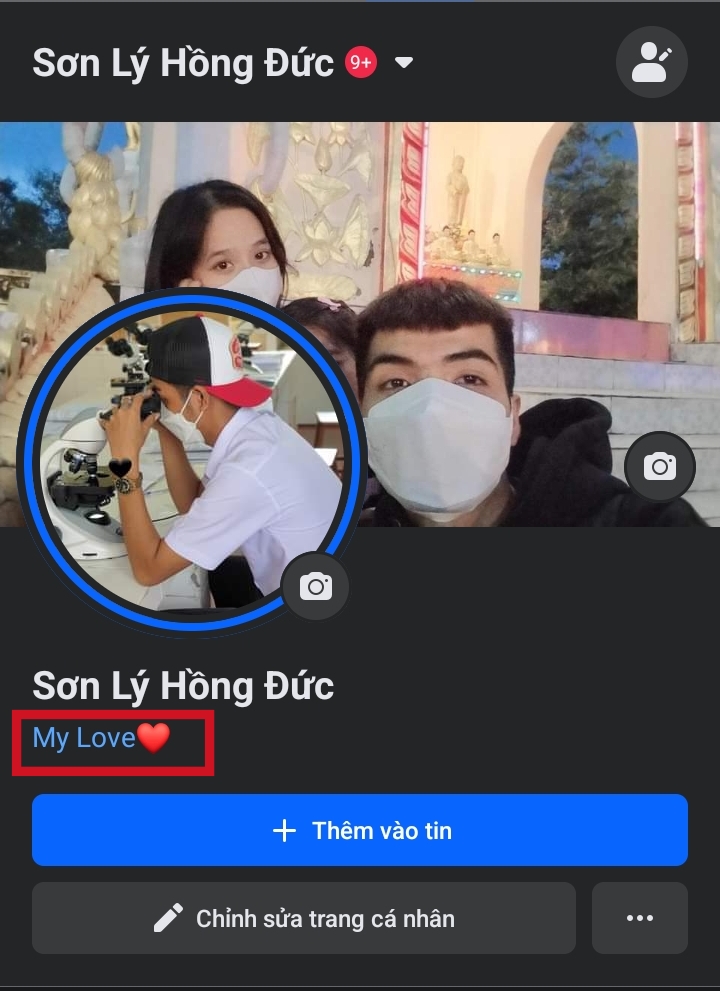 Sơn Lý Hồng Đức 9+
Sơn Lý Hồng Đức
My Love❤️
Thêm vào tin
Chỉnh sửa trang cá nhân